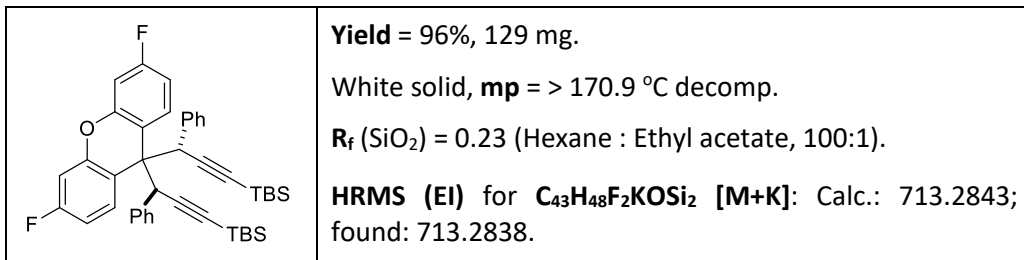 F
Ph
O
TBS
Ph
F
TBS
Yield = 96%, 129 mg.
White solid, mp = > 170.9 °C decomp.
Rf (SiO2) = 0.23 (Hexane : Ethyl acetate, 100:1).
HRMS (EI) for C43H48F2KOSi2 [M+K]: Calc.: 713.2843;
found: 713.2838.